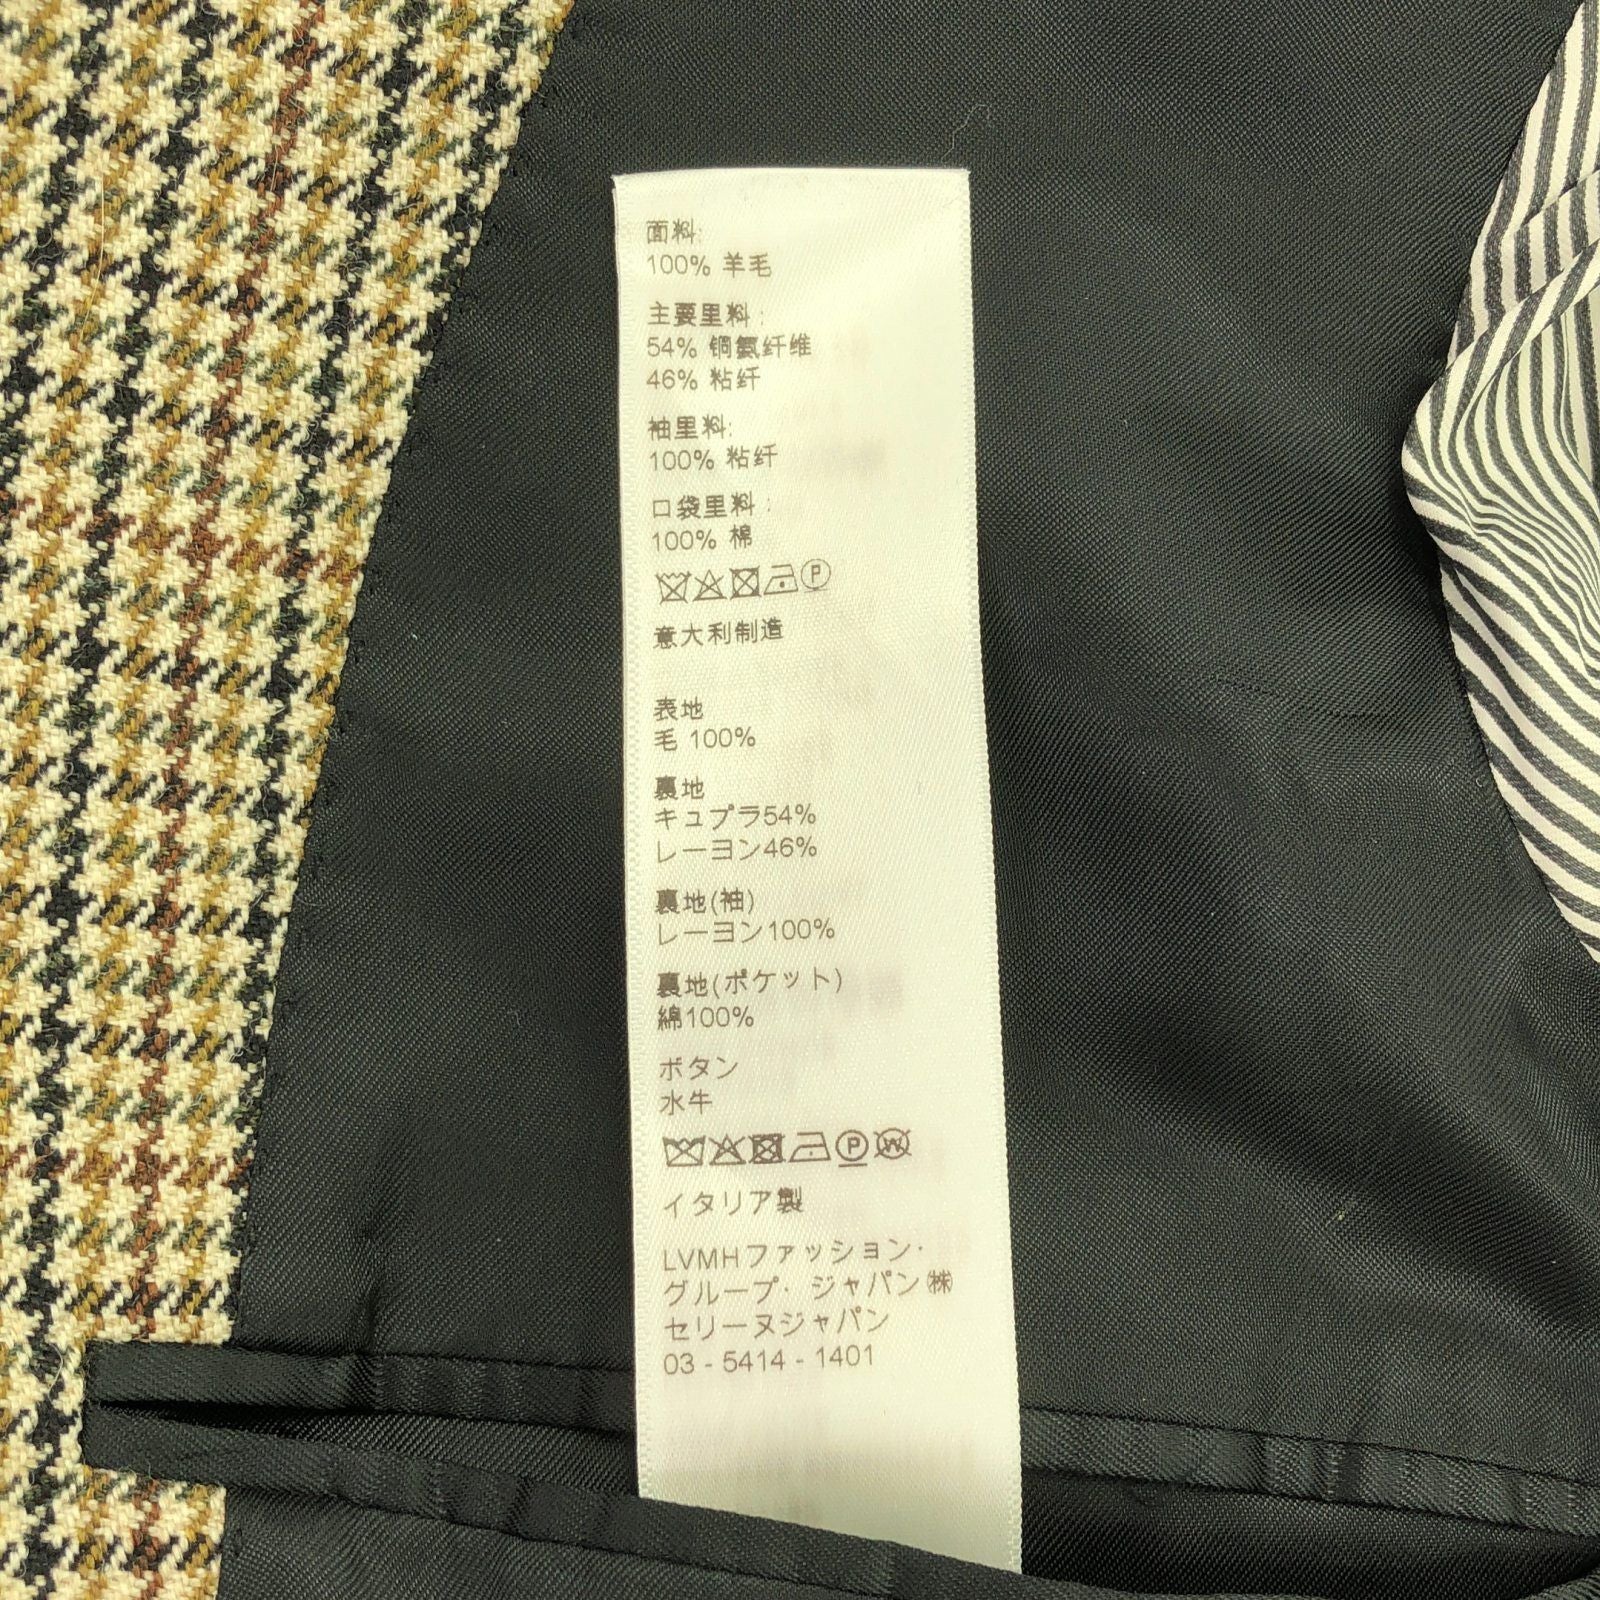 面料:
100% 羊毛
主要里料:
54% 铜氨纤维
46% 粘纤
袖里料:
100% 粘纤
口袋里料:
100% 棉
P
意大利制造
表地
毛 100%
裏地
キュプラ54%
レーヨン46%
裏地(袖)
レーヨン100%
裏地(ポケット)
綿100%
ボタン
水牛
P W
イタリア製
LVMHファッション・
グループ・ジャパン㈱
セリーヌジャパン
03 - 5414 - 1401